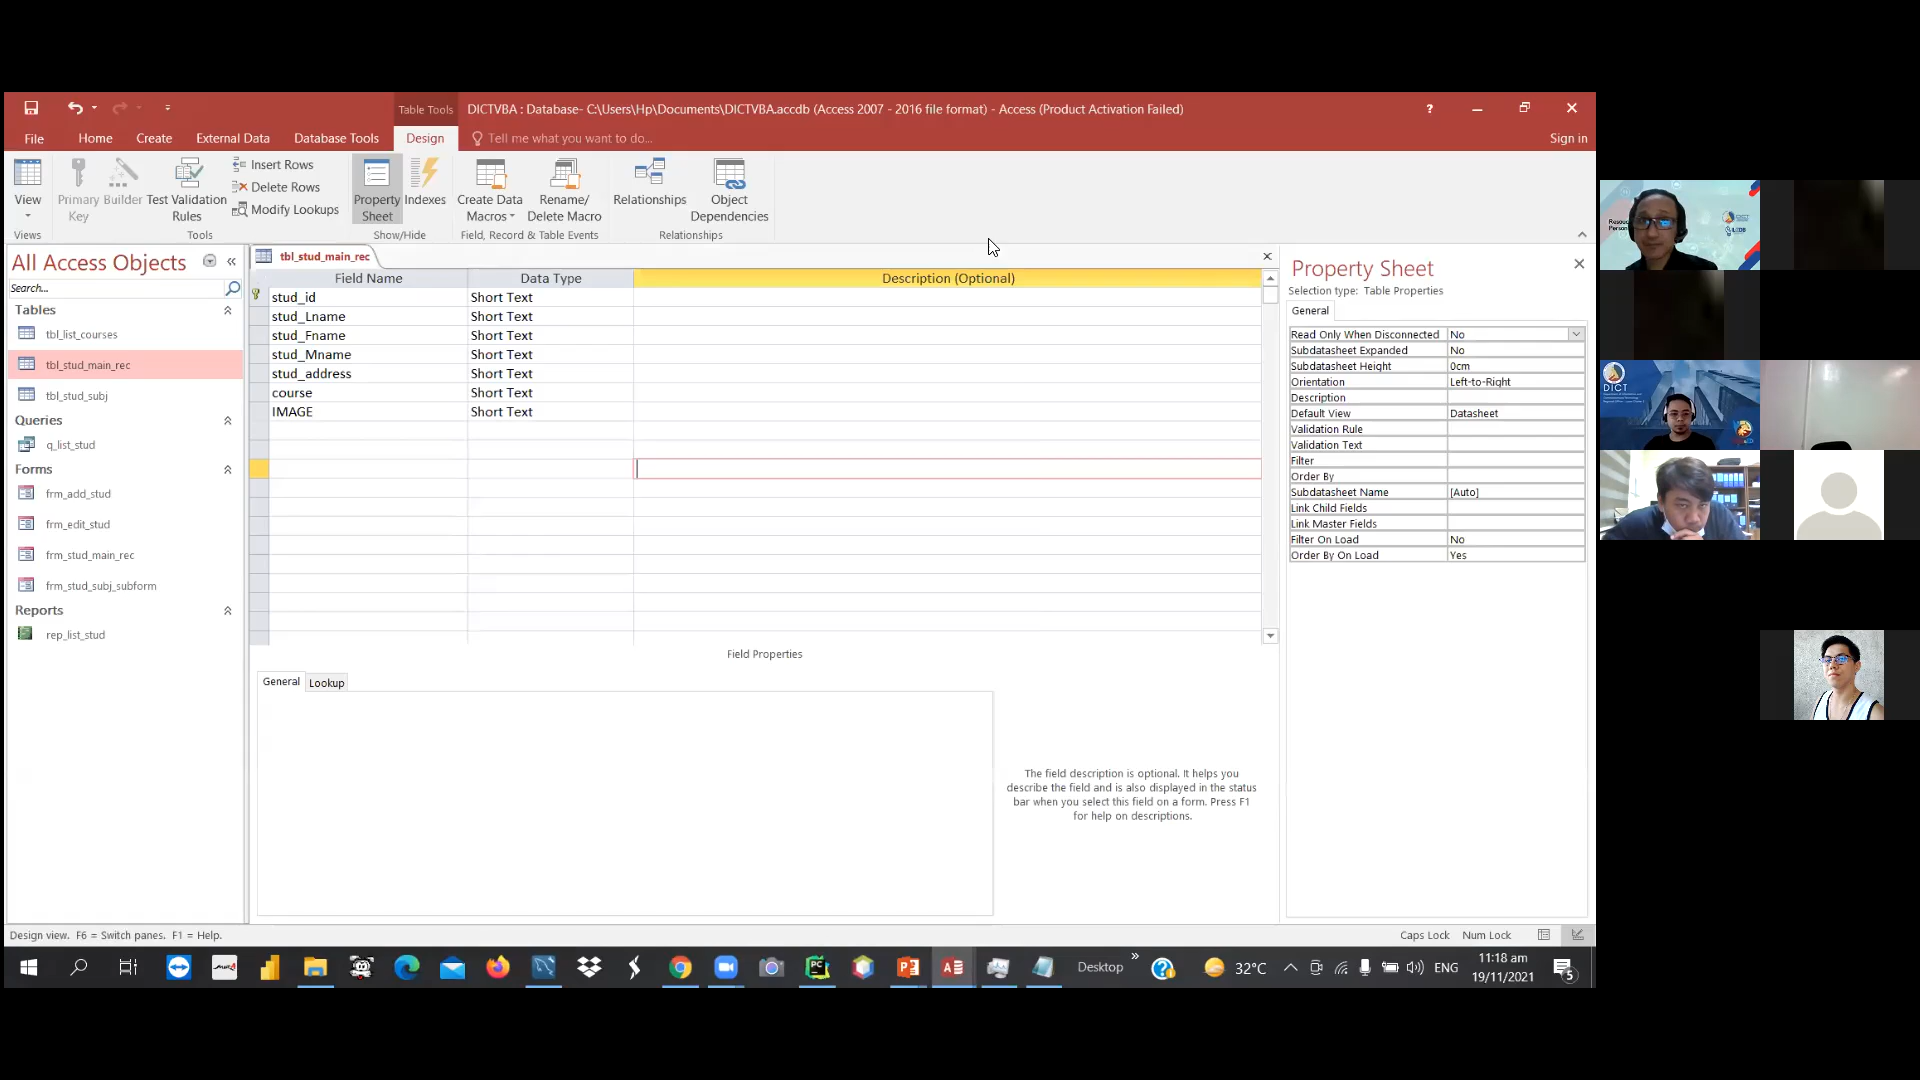 Table Tools
DICTVBA : Database- C:\Users\Hp\Documents\DICTVBA.accdb (Access 2007 - 2016 file format) - Access (Product Activation Failed)
?
File
Home
Create
External Data
Database Tools
Design
Tell me what you want to do...
Sign in
View
Primary Key
Builder
Test Validation Rules
Insert Rows
Delete Rows
Modify Lookups
Property Sheet
Indexes
Create Data Macros
Rename/ Delete Macro
Relationships
Object Dependencies
Views
Tools
Show/Hide
Field, Record & Table Events
Relationships
All Access Objects
Search...
Tables
tbl_list_courses
tbl_stud_main_rec
tbl_stud_subj
Queries
q_list_stud
Forms
frm_add_stud
frm_edit_stud
frm_stud_main_rec
frm_stud_subj_subform
Reports
rep_list_stud
tbl_stud_main_rec
Field Name Data Type Description (Optional)
stud_id Short Text
stud_Lname Short Text
stud_Fname Short Text
stud_Mname Short Text
stud_address Short Text
course Short Text
IMAGE Short Text
Field Properties
General
Lookup
The field description is optional. It helps you
describe the field and is also displayed in the status
bar when you select this field on a form. Press F1
for help on descriptions.
Property Sheet
Selection type: Table Properties
General
Read Only When Disconnected No
Subdatasheet Expanded No
Subdatasheet Height 0cm
Orientation Left-to-Right
Description
Default View Datasheet
Validation Rule
Validation Text
Filter
Order By
Subdatasheet Name [Auto]
Link Child Fields
Link Master Fields
Filter On Load No
Order By On Load Yes
Design view. F6 = Switch panes. F1 = Help.
Caps Lock
Num Lock
Desktop
32°C
ENG
11:18 am
19/11/2021
5
DICT